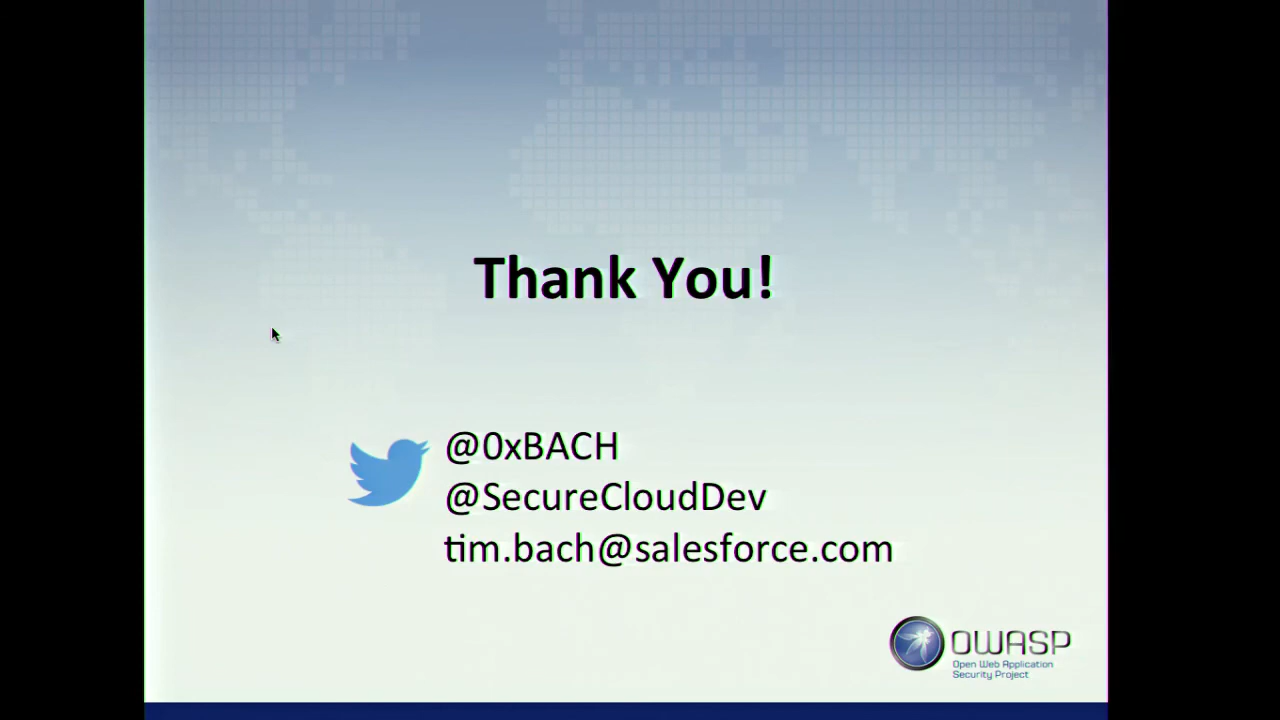 Thank You!
@0xBACH
@SecureCloudDev
tim.bach@salesforce.com
OWASP
Open Web Application
Security Project